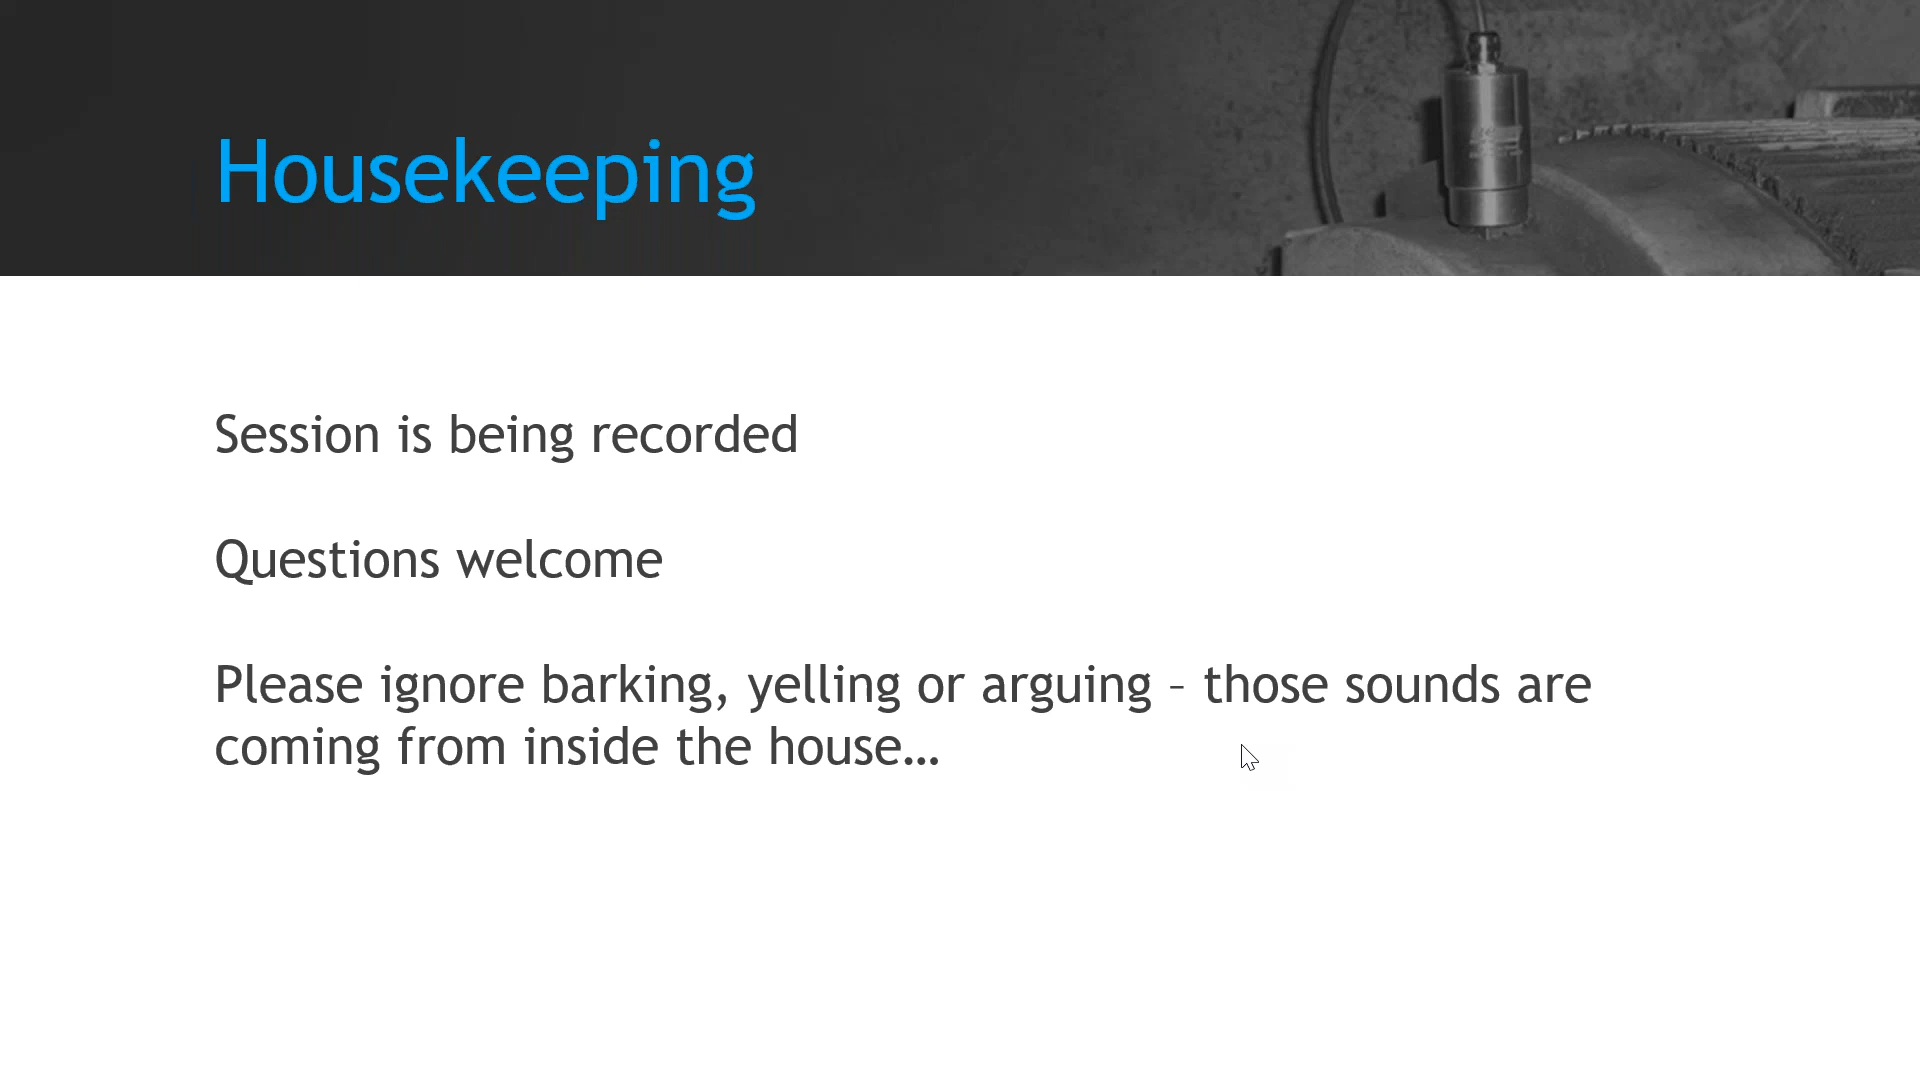 Housekeeping
Session is being recorded
Questions welcome
Please ignore barking, yelling or arguing – those sounds are
coming from inside the house…